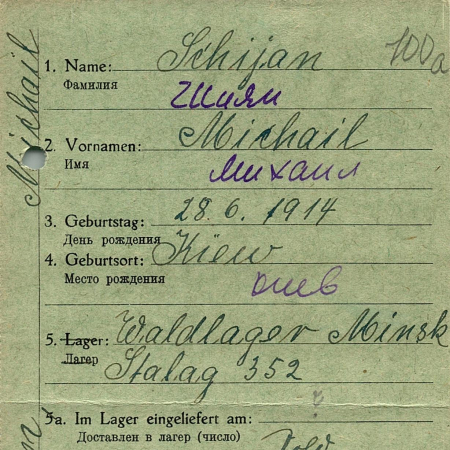 100a
1. Name: Schijan
Фамилия
Шиян
2. Vornamen: Michail
Имя
Михаил
3. Geburtstag: 28.6.1914
День рождения
4. Geburtsort: Kiew
Место рождения
Киев
5. Lager: Waldlager Minsk
Лагер
Stalag 352
?
5a. Im Lager eingeliefert am:
Доставлен в лагер (число)
Michail